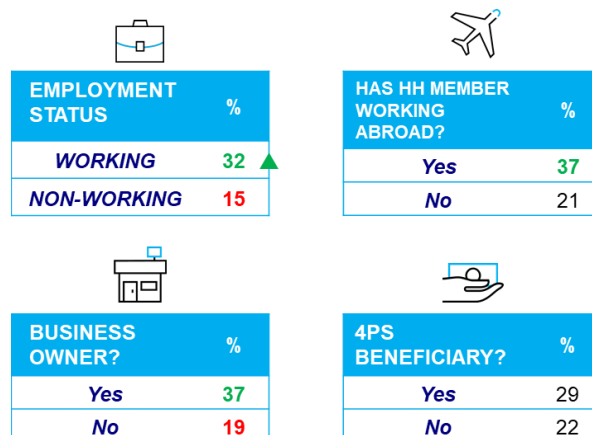 EMPLOYMENT
STATUS %
WORKING 32
NON-WORKING 15
HAS HH MEMBER
WORKING %
ABROAD?
Yes 37
No 21
BUSINESS
OWNER? %
Yes 37
No 19
4PS
BENEFICIARY? %
Yes 29
No 22